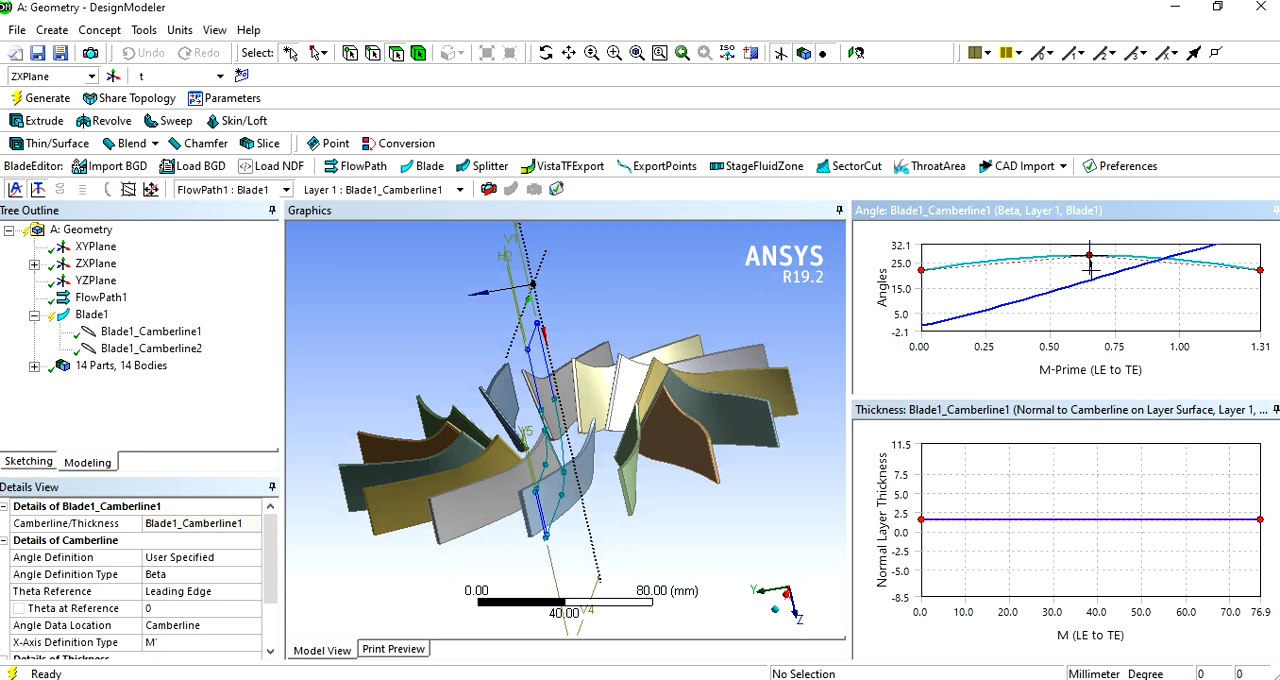 A: Geometry - DesignModeler
File Create Concept Tools Units View Help
Undo Redo Select:
ZXPlane t
Generate Share Topology Parameters
Extrude Revolve Sweep Skin/Loft
Thin/Surface Blend Chamfer Slice Point Conversion
BladeEditor: Import BGD Load BGD Load NDF FlowPath Blade Splitter VistaTFExport ExportPoints StageFluidZone SectorCut ThroatArea CAD Import Preferences
FlowPath1 : Blade1 Layer 1 : Blade1_Camberline1
Tree Outline
A: Geometry
XYPlane
ZXPlane
YZPlane
FlowPath1
Blade1
Blade1_Camberline1
Blade1_Camberline2
14 Parts, 14 Bodies
Sketching Modeling
Details View
Details of Blade1_Camberline1
Camberline/Thickness Blade1_Camberline1
Details of Camberline
Angle Definition User Specified
Angle Definition Type Beta
Theta Reference Leading Edge
Theta at Reference 0
Angle Data Location Camberline
X-Axis Definition Type M'
Details of Thickness
Graphics
ANSYS
R19.2
V1
H2
V5
V4
0.00 80.00 (mm)
40.00
Y
Z
Model View Print Preview
Angle: Blade1_Camberline1 (Beta, Layer 1, Blade1)
Angles
32.1
25.0
15.0
5.0
-2.1
0.00 0.25 0.50 0.75 1.00 1.31
M-Prime (LE to TE)
Thickness: Blade1_Camberline1 (Normal to Camberline on Layer Surface, Layer 1, ...
Normal Layer Thickness
11.5
7.5
5.0
2.5
0.0
-2.5
-5.0
-8.5
0.0 10.0 20.0 30.0 40.0 50.0 60.0 70.0 76.9
M (LE to TE)
Ready No Selection Millimeter Degree 0 0